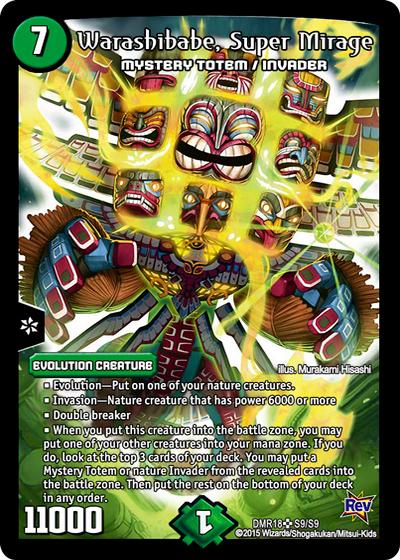 7
Warashibabe, Super Mirage
MYSTERY TOTEM / INVADER
illus. Murakami Hisashi
EVOLUTION CREATURE
▪ Evolution—Put on one of your nature creatures.
▪ Invasion—Nature creature that has power 6000 or more
▪ Double breaker
▪ When you put this creature into the battle zone, you may
put one of your other creatures into your mana zone. If you
do, look at the top 3 cards of your deck. You may put a
Mystery Totem or nature Invader from the revealed cards into
the battle zone. Then put the rest on the bottom of your deck
in any order.
Rev
11000
1
DMR18 S9/S9
©2015 Wizards/Shogakukan/Mitsui-Kids